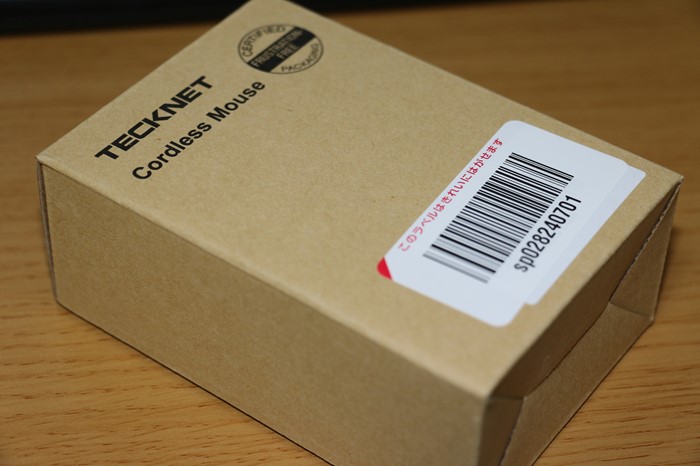 CERTIFIED
FRUSTRATION-
FREE
PACKAGING
TECKNET
Cordless Mouse
このラベルはきれいにはがせます
sp028240701